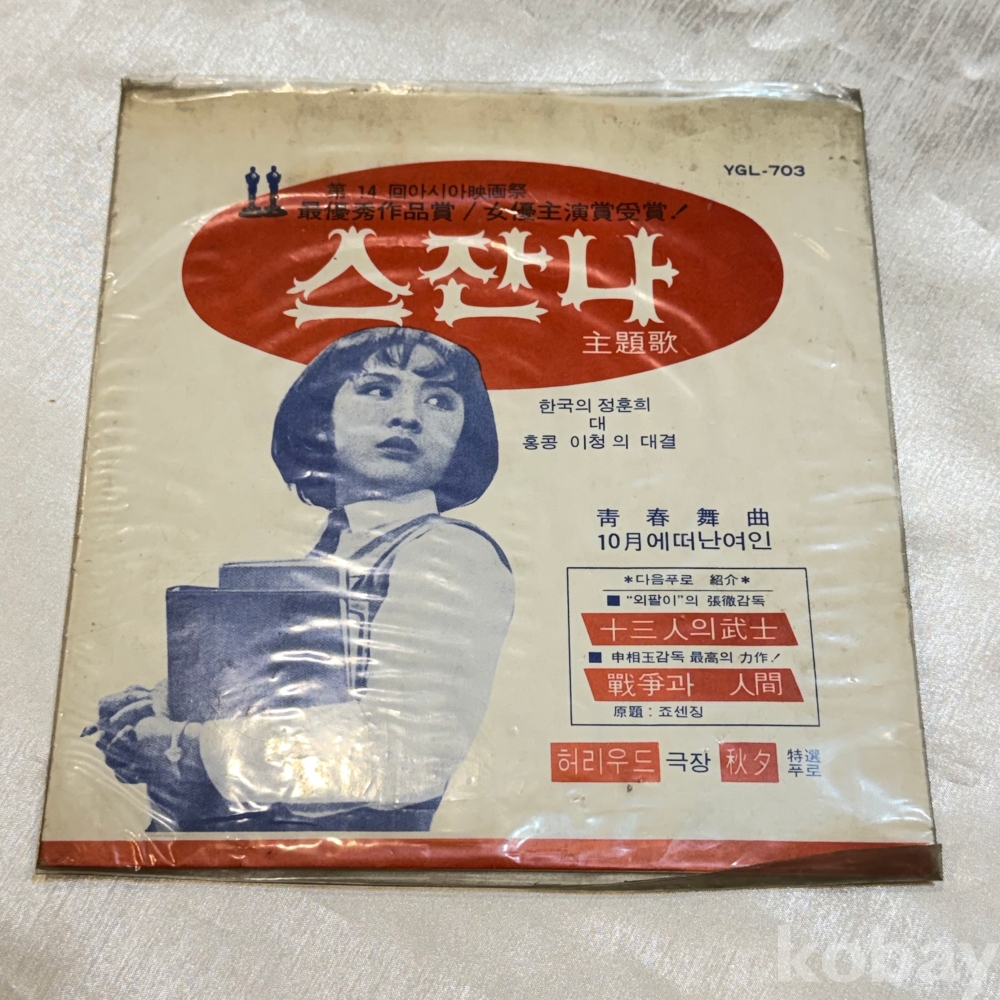 YGL-703
第 14 回아시아映画祭
最優秀作品賞 / 女優主演賞受賞!
스잔나
主題歌
한국의 정훈희
대
홍콩 이청의 대결
靑春舞曲
10月에떠난여인
*다음푸로 紹介*
■ "외팔이"의 張徹감독
十三人의武士
■ 申相玉감독 最高의 力作!
戰爭과 人間
原題 : 죠센징
허리우드 극장 秋夕 特選푸로
kobay